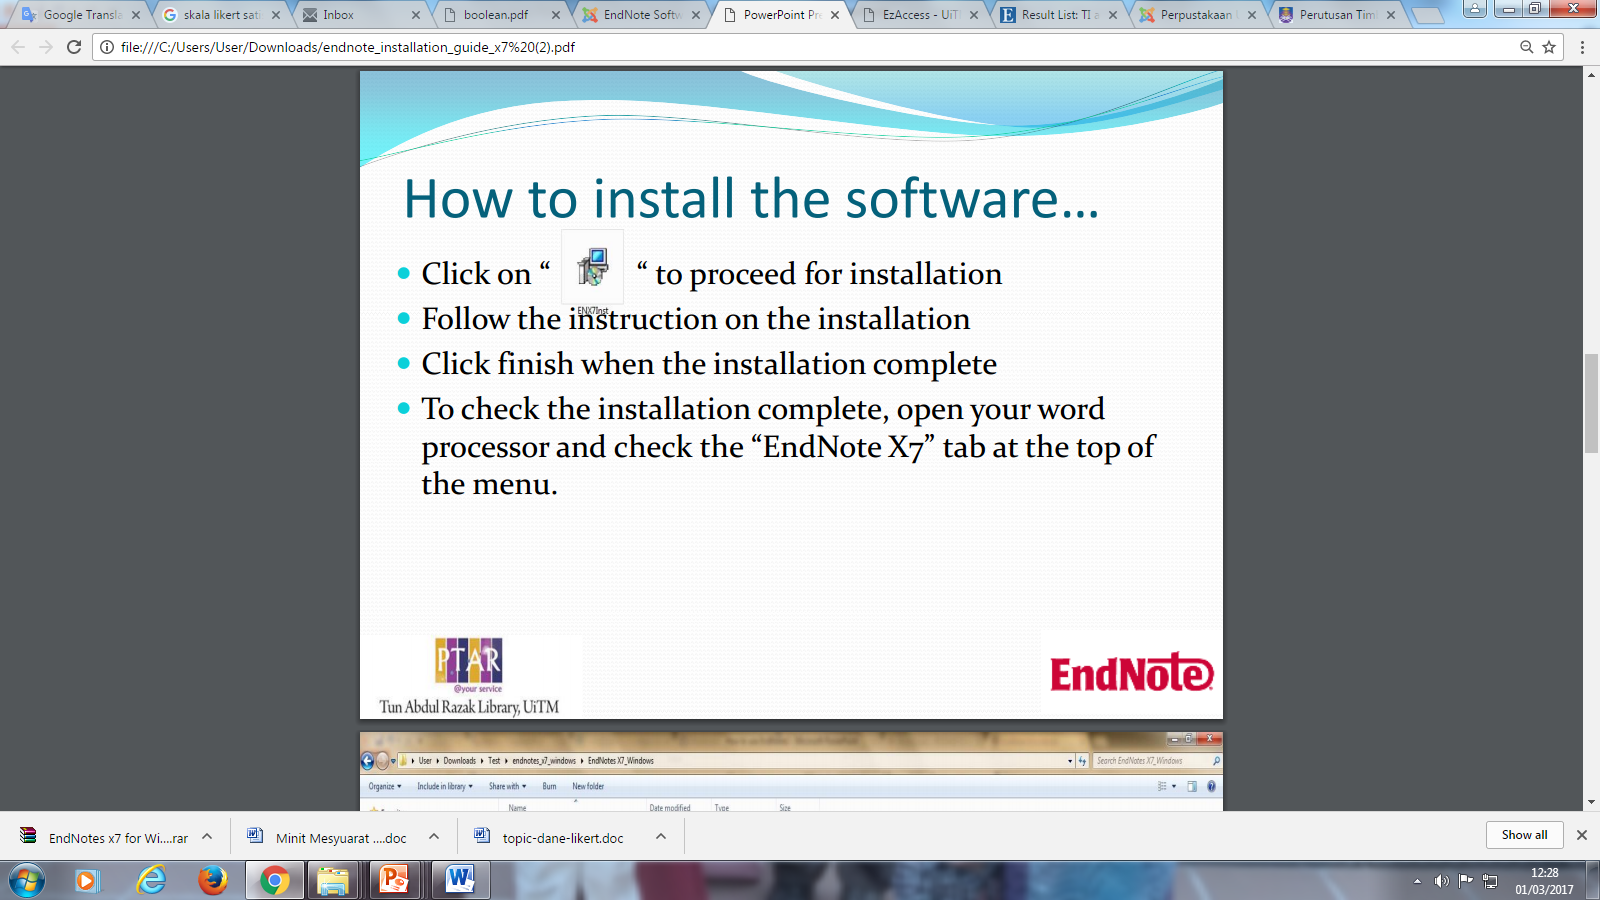 Google Transla
skala likert sati
Inbox
boolean.pdf
EndNote Softw
PowerPoint Pre
EzAccess - UiTI
Result List: TI a
Perpustakaan
Perutusan Timl
file:///C:/Users/User/Downloads/endnote_installation_guide_x7%20(2).pdf
How to install the software...
Click on “ “ to proceed for installation
ENX7Inst
Follow the instruction on the installation
Click finish when the installation complete
To check the installation complete, open your word
processor and check the “EndNote X7” tab at the top of
the menu.
PTAR
@your service
Tun Abdul Razak Library, UiTM
EndNote
User Downloads Test endnotes_x7_windows EndNotes X7_Windows
Search EndNotes X7_Windows
Organize Include in library Share with Burn New folder
Name Date modified Type Size
EndNotes x7 for Wi....rar
Minit Mesyuarat ....doc
topic-dane-likert.doc
Show all
12:28
01/03/2017